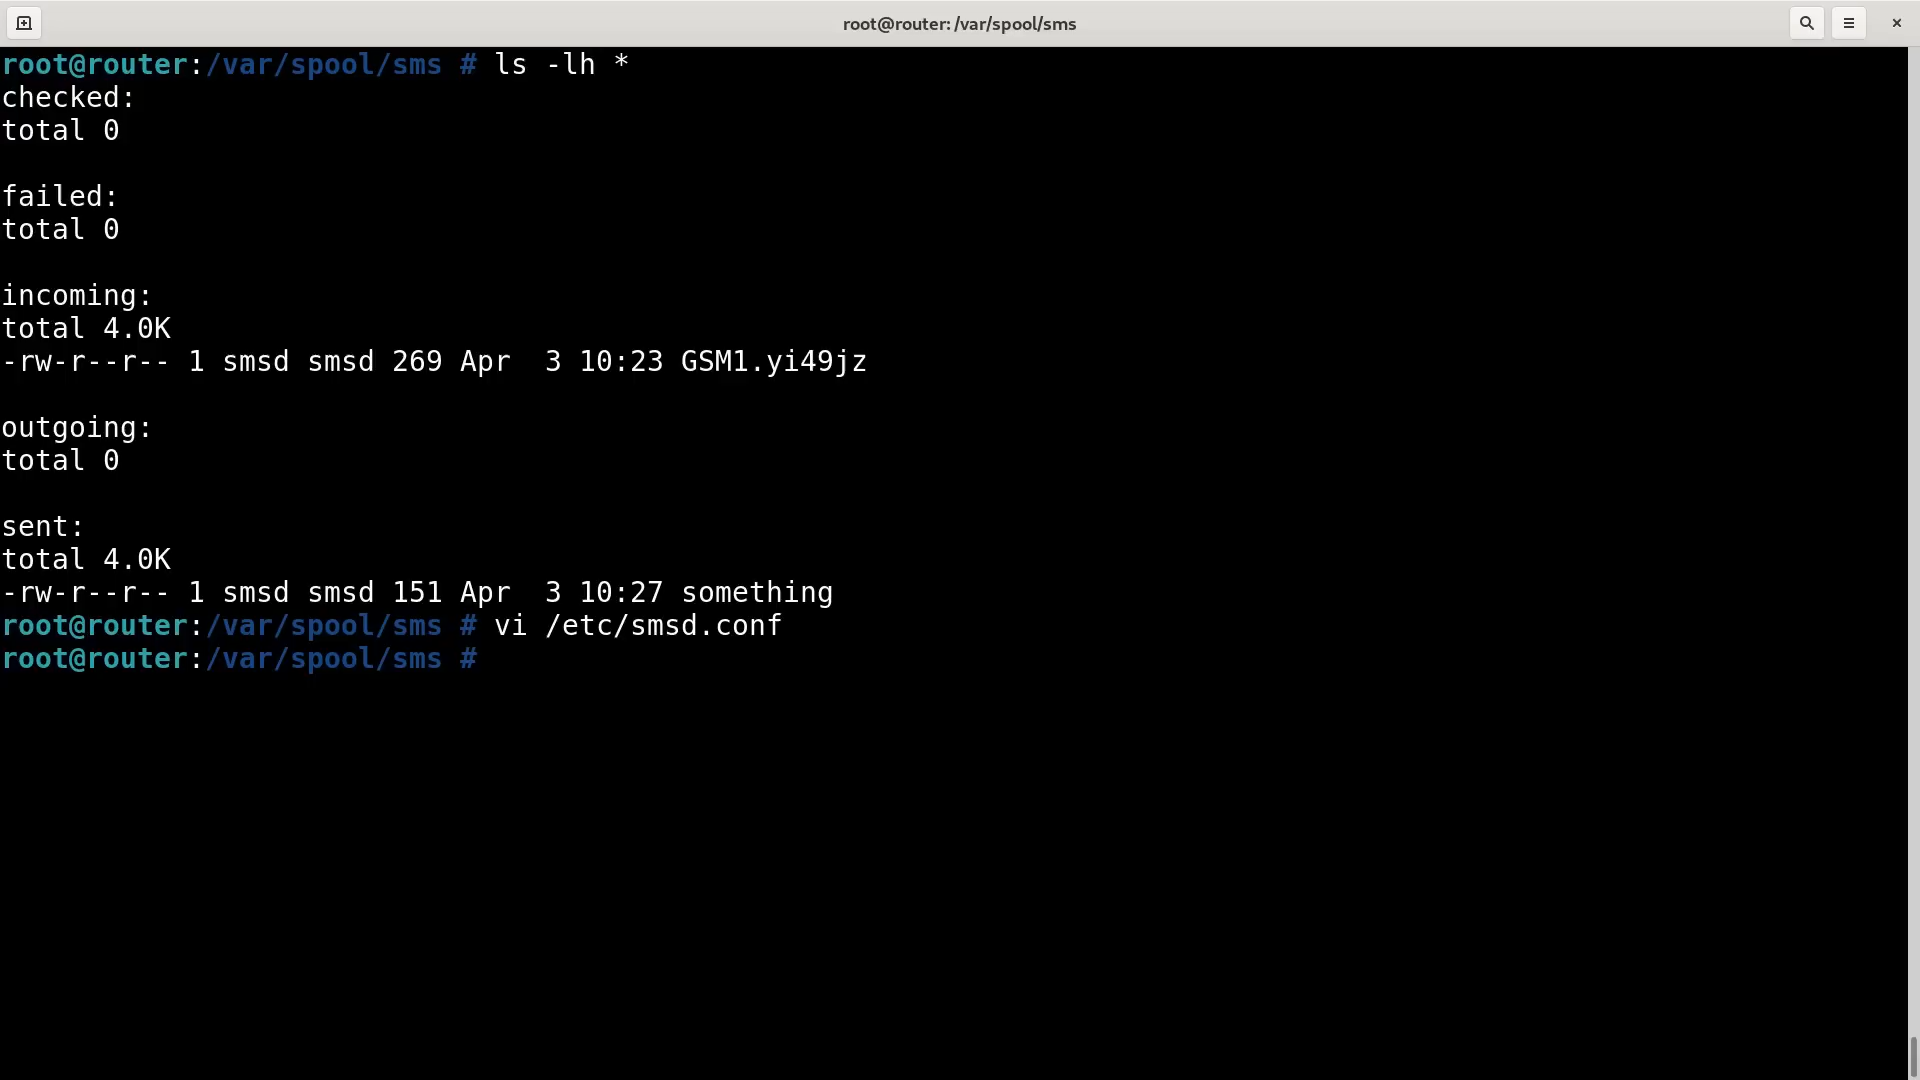 root@router: /var/spool/sms
root@router:/var/spool/sms # ls -lh *
checked:
total 0
failed:
total 0
incoming:
total 4.0K
-rw-r--r-- 1 smsd smsd 269 Apr  3 10:23 GSM1.yi49jz
outgoing:
total 0
sent:
total 4.0K
-rw-r--r-- 1 smsd smsd 151 Apr  3 10:27 something
root@router:/var/spool/sms # vi /etc/smsd.conf
root@router:/var/spool/sms #